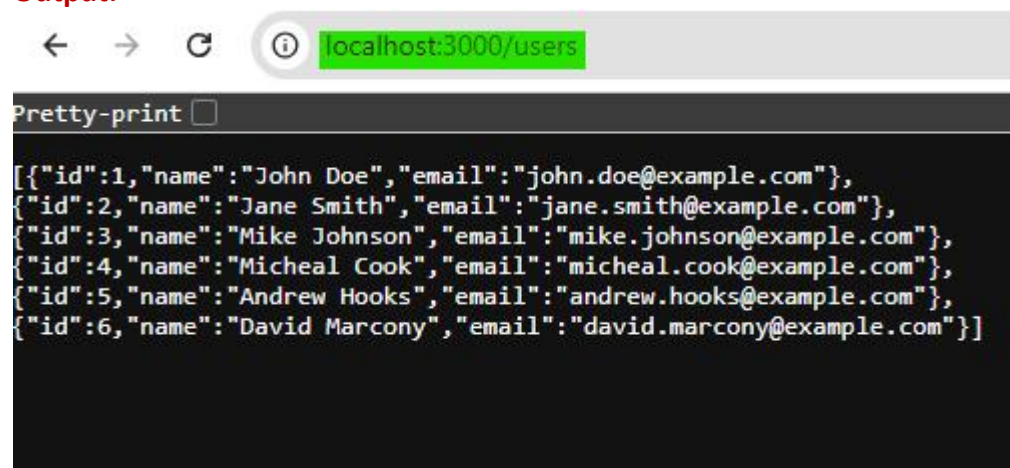 Output:
localhost:3000/users
Pretty-print
[{"id":1,"name":"John Doe","email":"john.doe@example.com"},
{"id":2,"name":"Jane Smith","email":"jane.smith@example.com"},
{"id":3,"name":"Mike Johnson","email":"mike.johnson@example.com"},
{"id":4,"name":"Micheal Cook","email":"micheal.cook@example.com"},
{"id":5,"name":"Andrew Hooks","email":"andrew.hooks@example.com"},
{"id":6,"name":"David Marcony","email":"david.marcony@example.com"}]